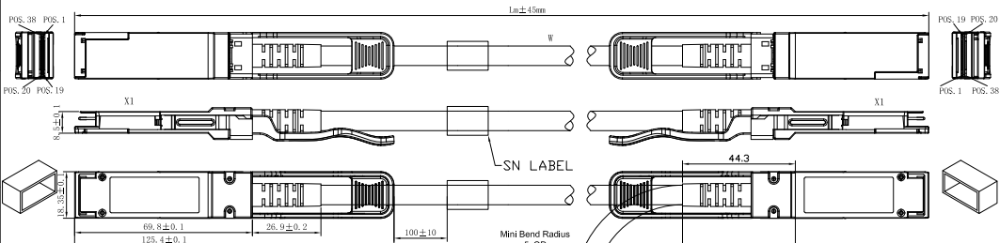 Lm±45mm
POS. 38 POS. 1
W
POS. 19 POS. 20
POS. 20 POS. 19
POS. 1 POS. 38
X1
X1
8.5±0.1
SN LABEL
44.3
18.35±0.1
69.8±0.1
26.9±0.2
100±10
Mini Bend Radius
125.4±0.1